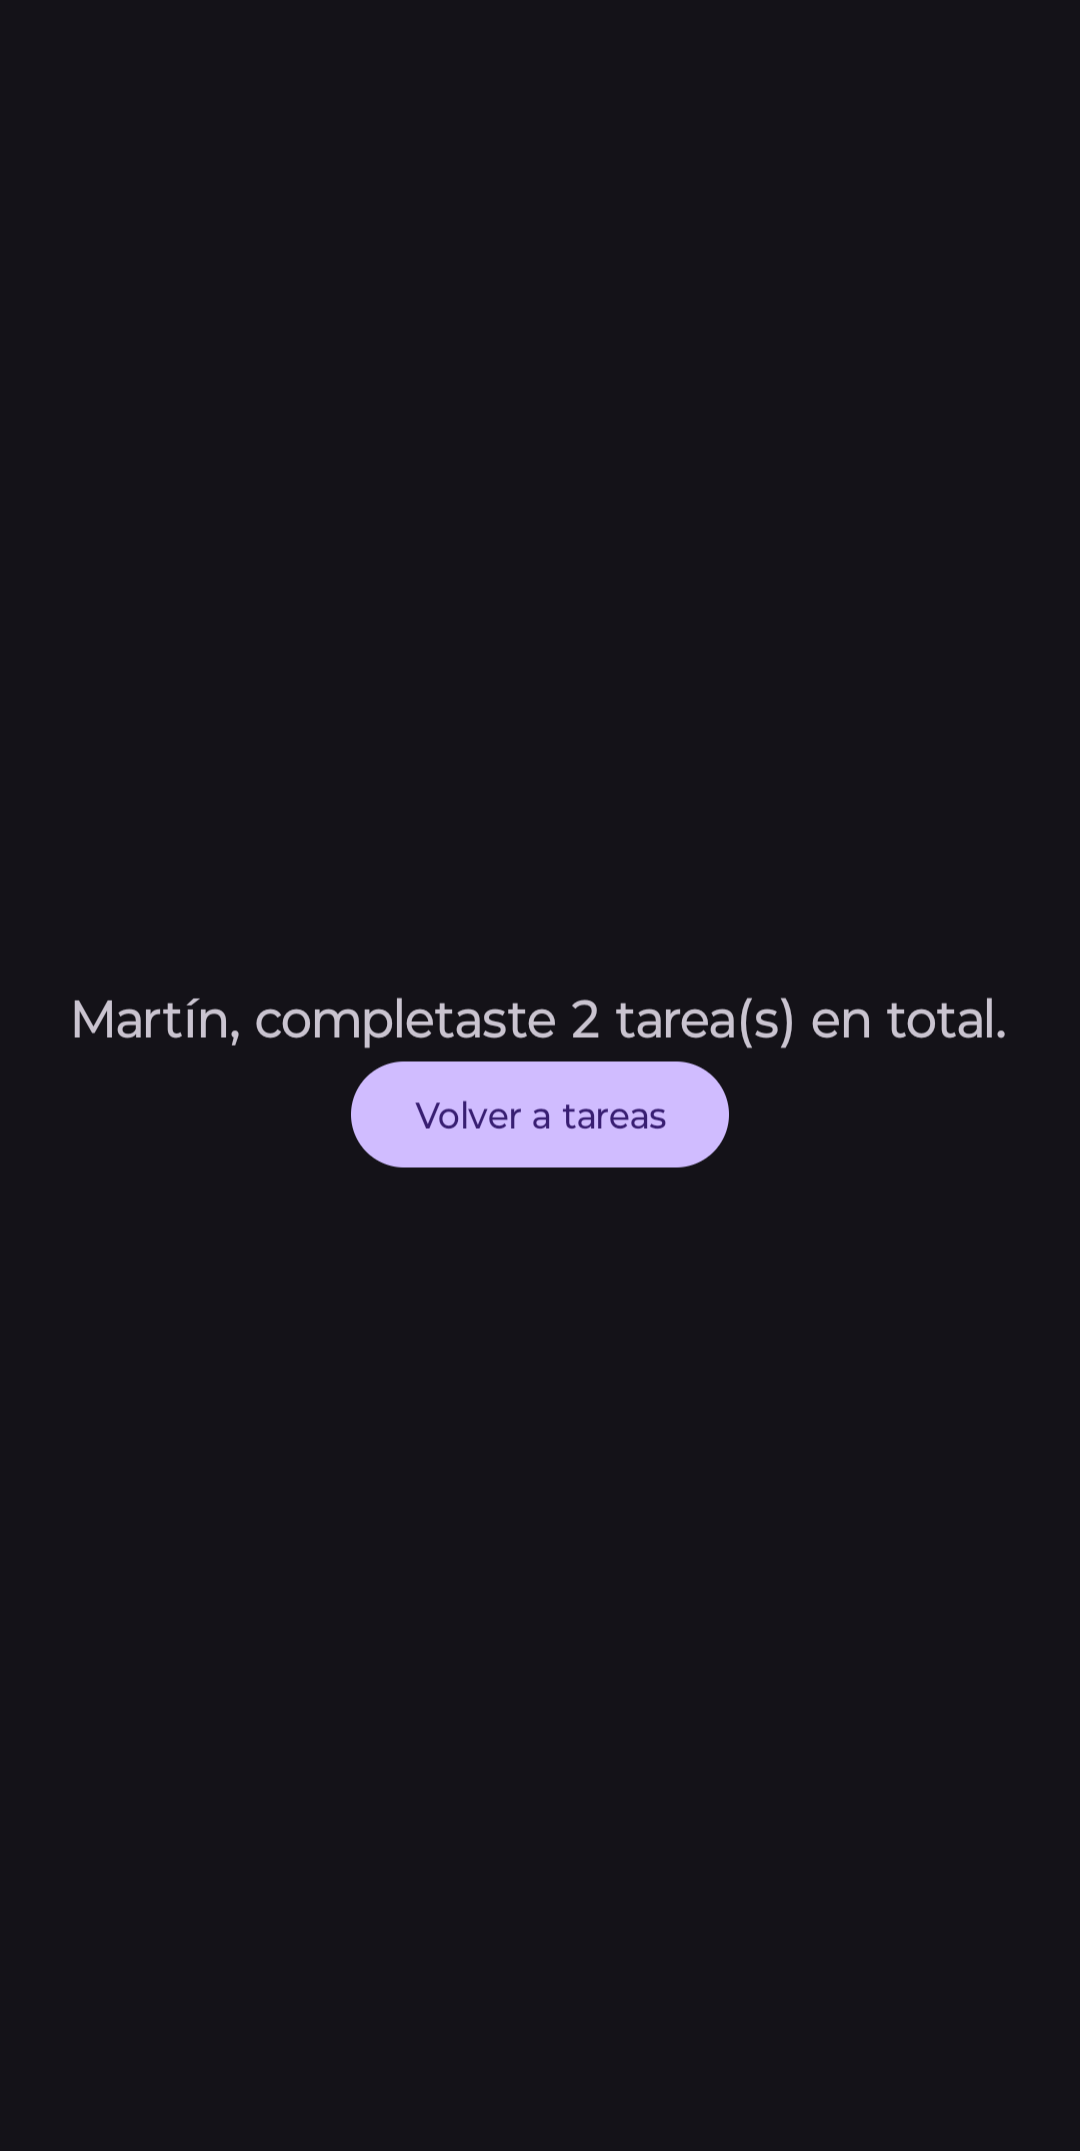 Martín, completaste 2 tarea(s) en total.
Volver a tareas